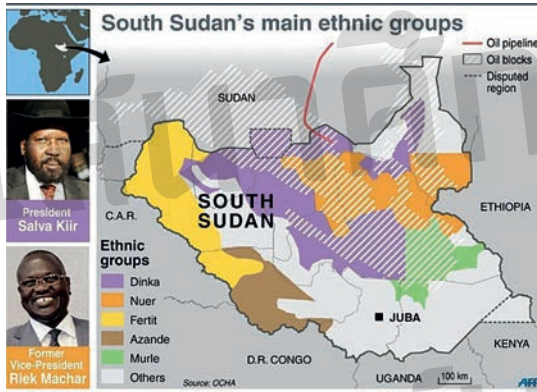 South Sudan's main ethnic groups
Oil pipeline
Oil blocks
Disputed
region
SUDAN
President
Salva Kiir
C.A.R.
SOUTH
SUDAN
ETHIOPIA
Ethnic
groups
Dinka
Nuer
Fertit
Azande
Murle
Others
Former
Vice-President
Riek Machar
JUBA
KENYA
D.R. CONGO
UGANDA
100 km
Source: OCHA
AFP